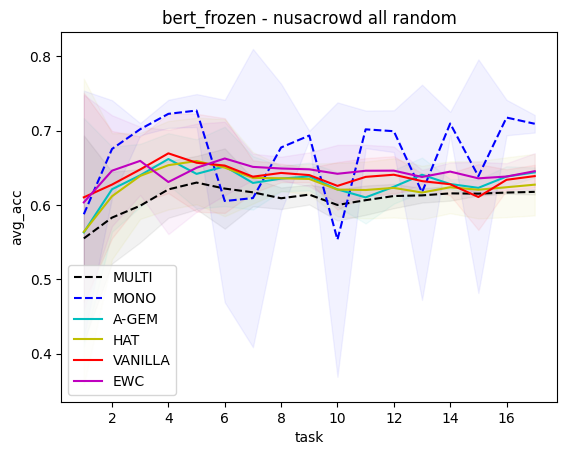 bert_frozen - nusacrowd all random
avg_acc
0.8
0.7
0.6
0.5
0.4
MULTI
MONO
A-GEM
HAT
VANILLA
EWC
2
4
6
8
10
12
14
16
task